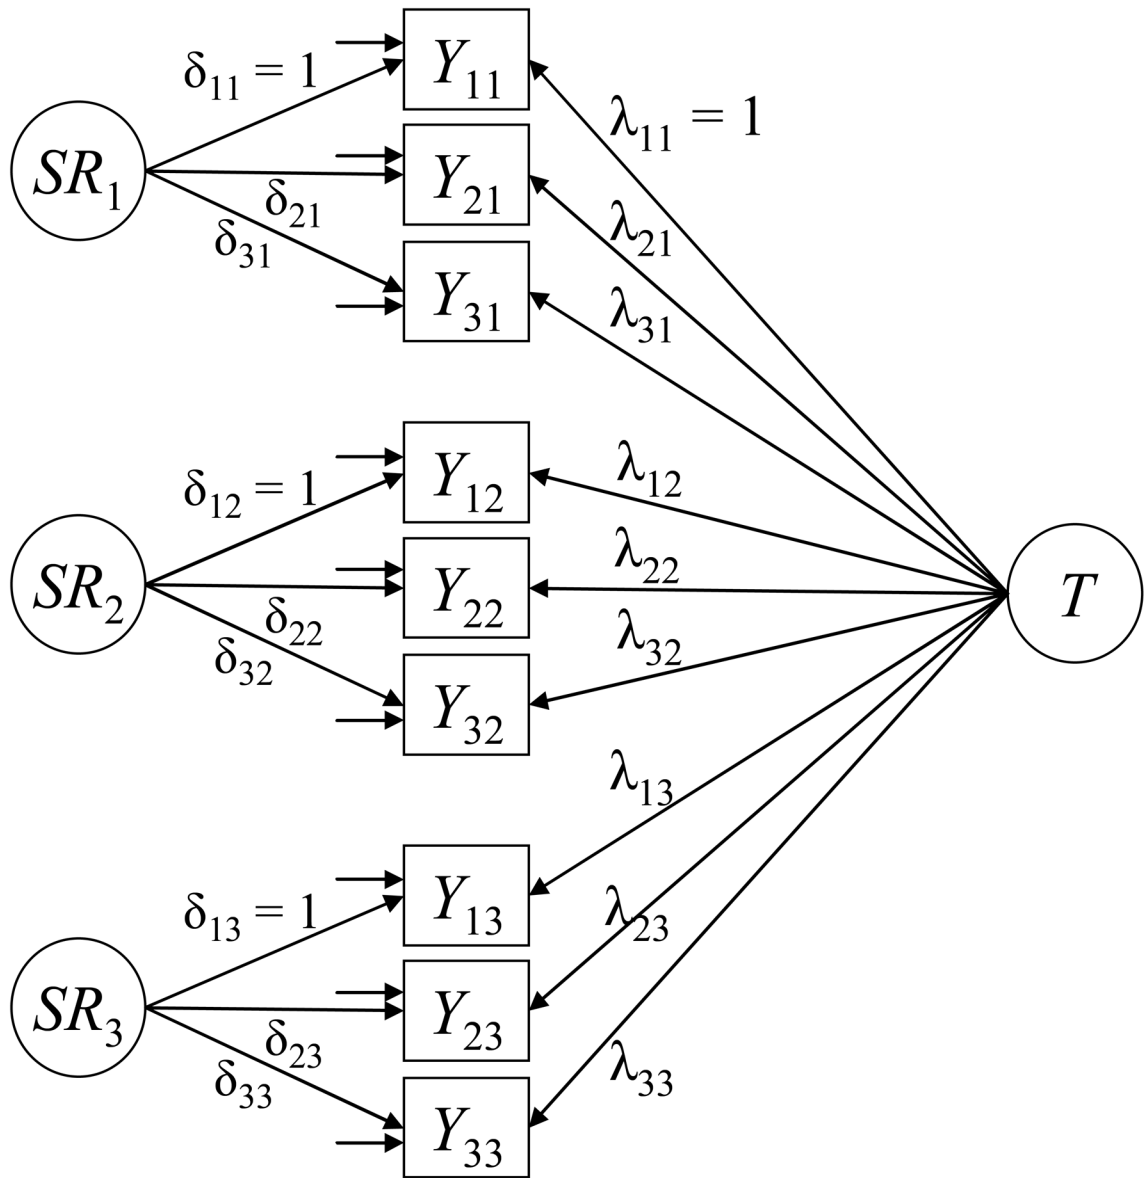 δ₁₁ = 1
Y₁₁
λ₁₁ = 1
SR₁
δ₂₁
Y₂₁
λ₂₁
δ₃₁
Y₃₁
λ₃₁
δ₁₂ = 1
Y₁₂
λ₁₂
SR₂
δ₂₂
Y₂₂
λ₂₂
T
δ₃₂
Y₃₂
λ₃₂
λ₁₃
δ₁₃ = 1
Y₁₃
λ₂₃
SR₃
δ₂₃
Y₂₃
δ₃₃
λ₃₃
Y₃₃